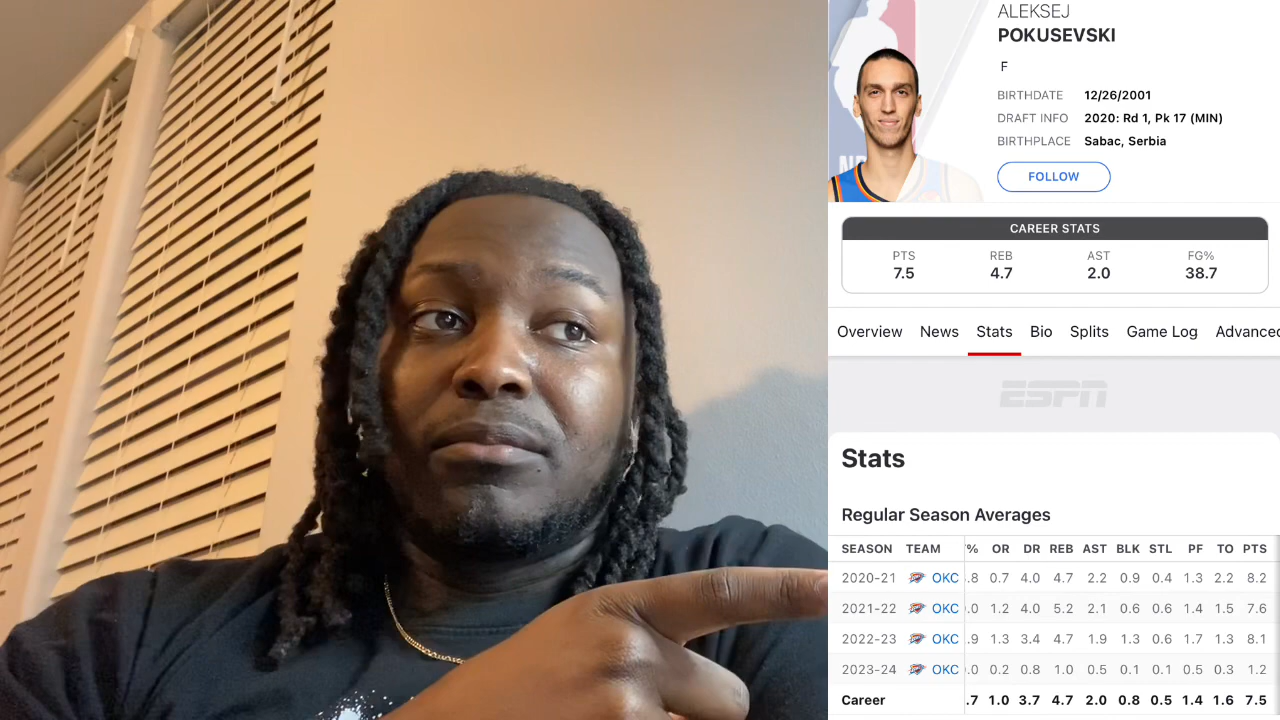 ALEKSEJ
POKUSEVSKI
F
BIRTHDATE 12/26/2001
DRAFT INFO 2020: Rd 1, Pk 17 (MIN)
BIRTHPLACE Sabac, Serbia
FOLLOW
CAREER STATS
PTS REB AST FG%
7.5 4.7 2.0 38.7
Overview News Stats Bio Splits Game Log Advanced
ESPN
Stats
Regular Season Averages
SEASON TEAM % OR DR REB AST BLK STL PF TO PTS
2020-21 OKC .8 0.7 4.0 4.7 2.2 0.9 0.4 1.3 2.2 8.2
2021-22 OKC .0 1.2 4.0 5.2 2.1 0.6 0.6 1.4 1.5 7.6
2022-23 OKC .9 1.3 3.4 4.7 1.9 1.3 0.6 1.7 1.3 8.1
2023-24 OKC .0 0.2 0.8 1.0 0.5 0.1 0.1 0.5 0.3 1.2
Career .7 1.0 3.7 4.7 2.0 0.8 0.5 1.4 1.6 7.5